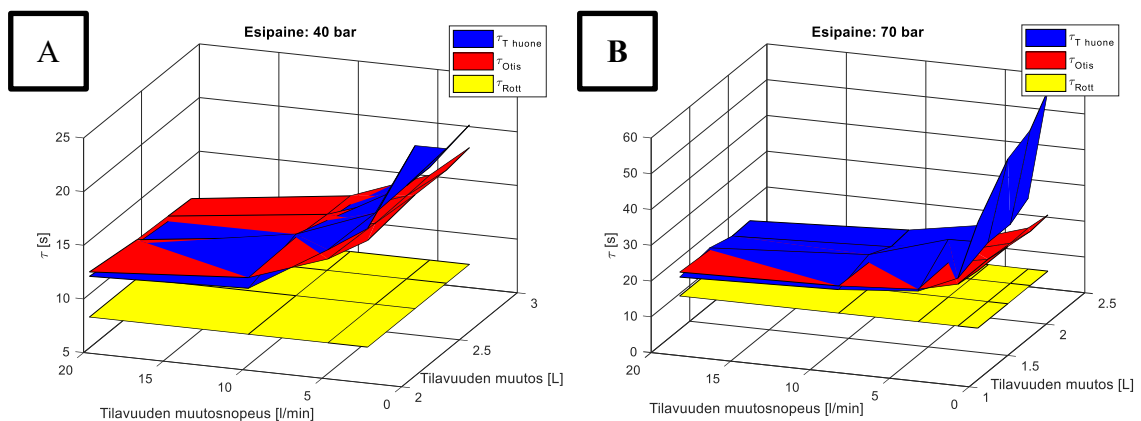 A
Esipaine: 40 bar
τT huone
τOtis
τRott
25
20
15
10
5
τ [s]
20
15
10
5
0
Tilavuuden muutosnopeus [l/min]
2
2.5
3
Tilavuuden muutos [L]
B
Esipaine: 70 bar
τT huone
τOtis
τRott
60
50
40
30
20
10
0
τ [s]
20
15
10
5
0
Tilavuuden muutosnopeus [l/min]
1
1.5
2
2.5
Tilavuuden muutos [L]